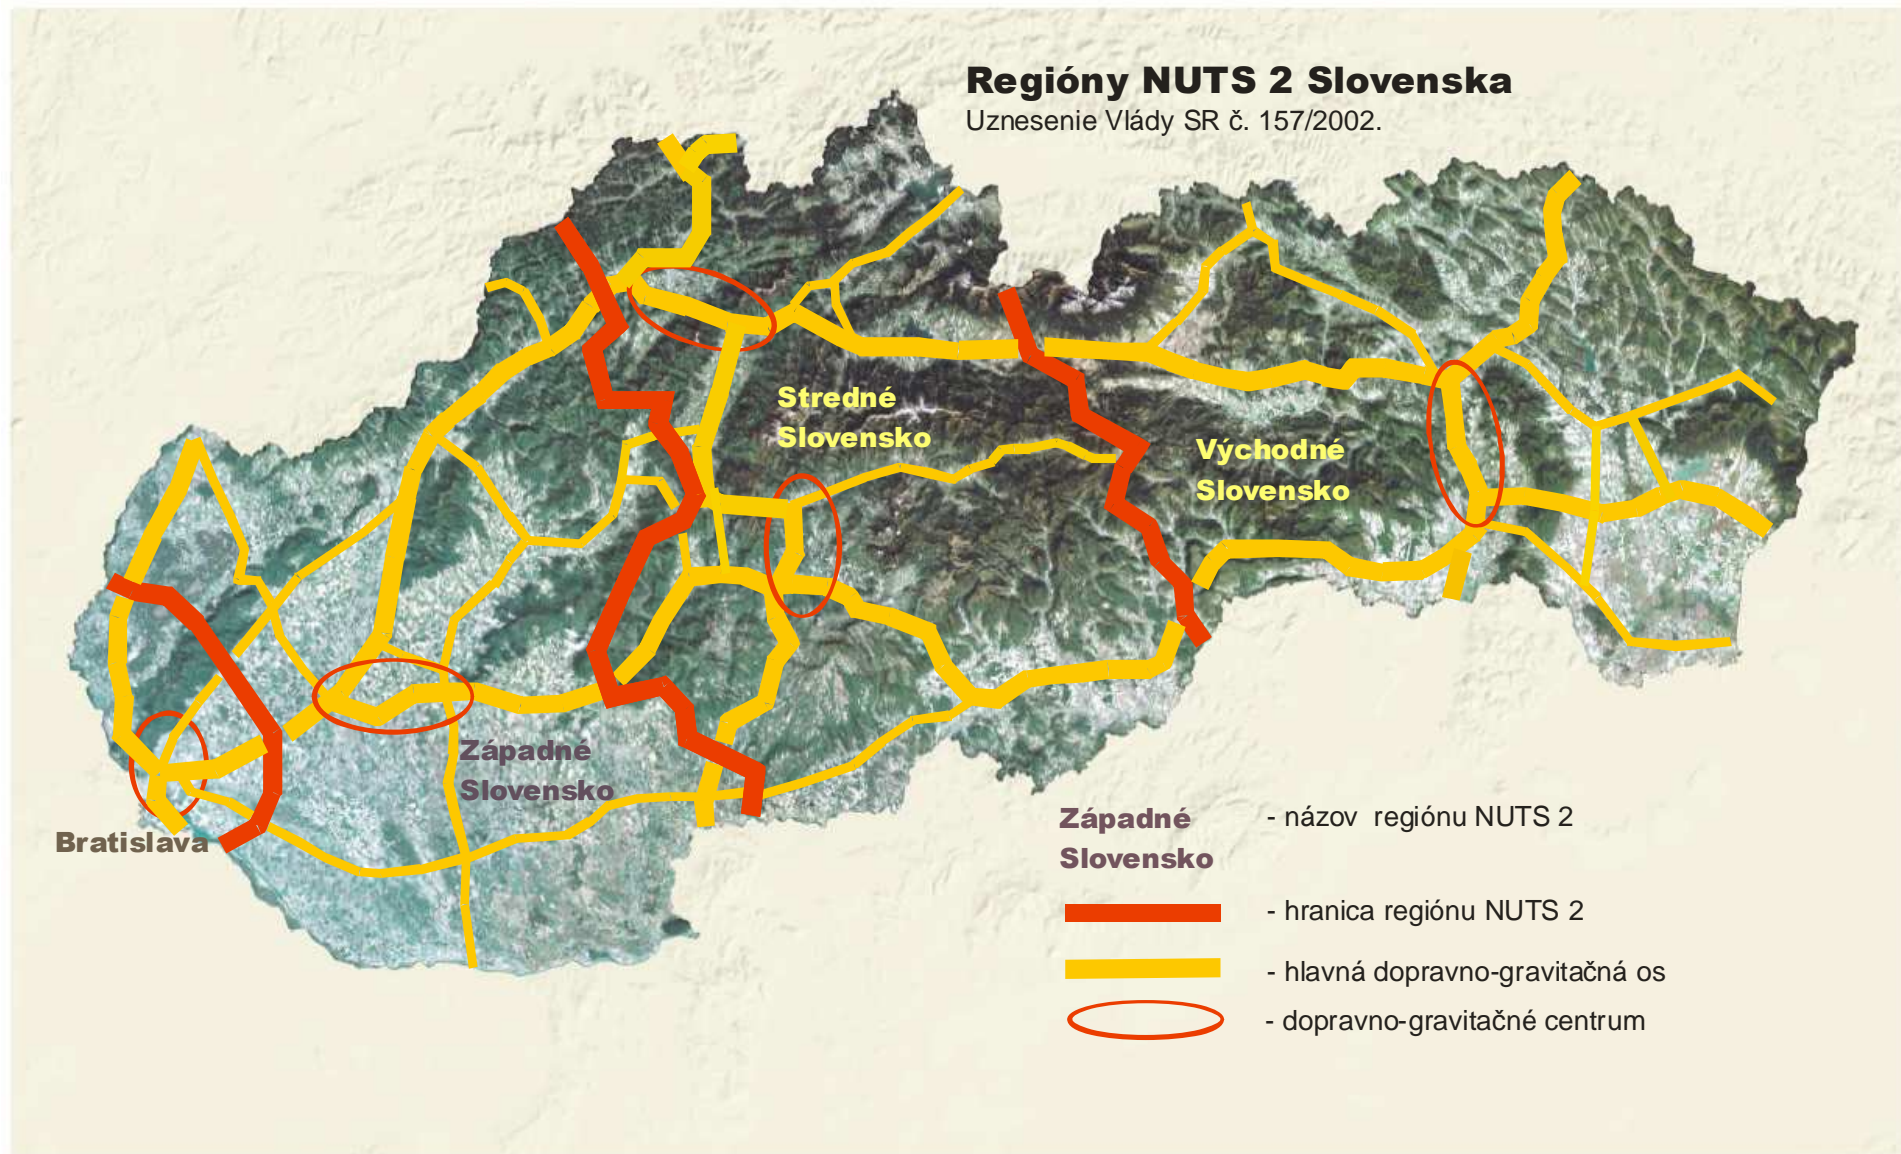 Regióny NUTS 2 Slovenska
Uznesenie Vlády SR č. 157/2002.
Stredné
Slovensko
Východné
Slovensko
Západné
Slovensko
Bratislava
Západné
Slovensko
- názov regiónu NUTS 2
- hranica regiónu NUTS 2
- hlavná dopravno-gravitačná os
- dopravno-gravitačné centrum